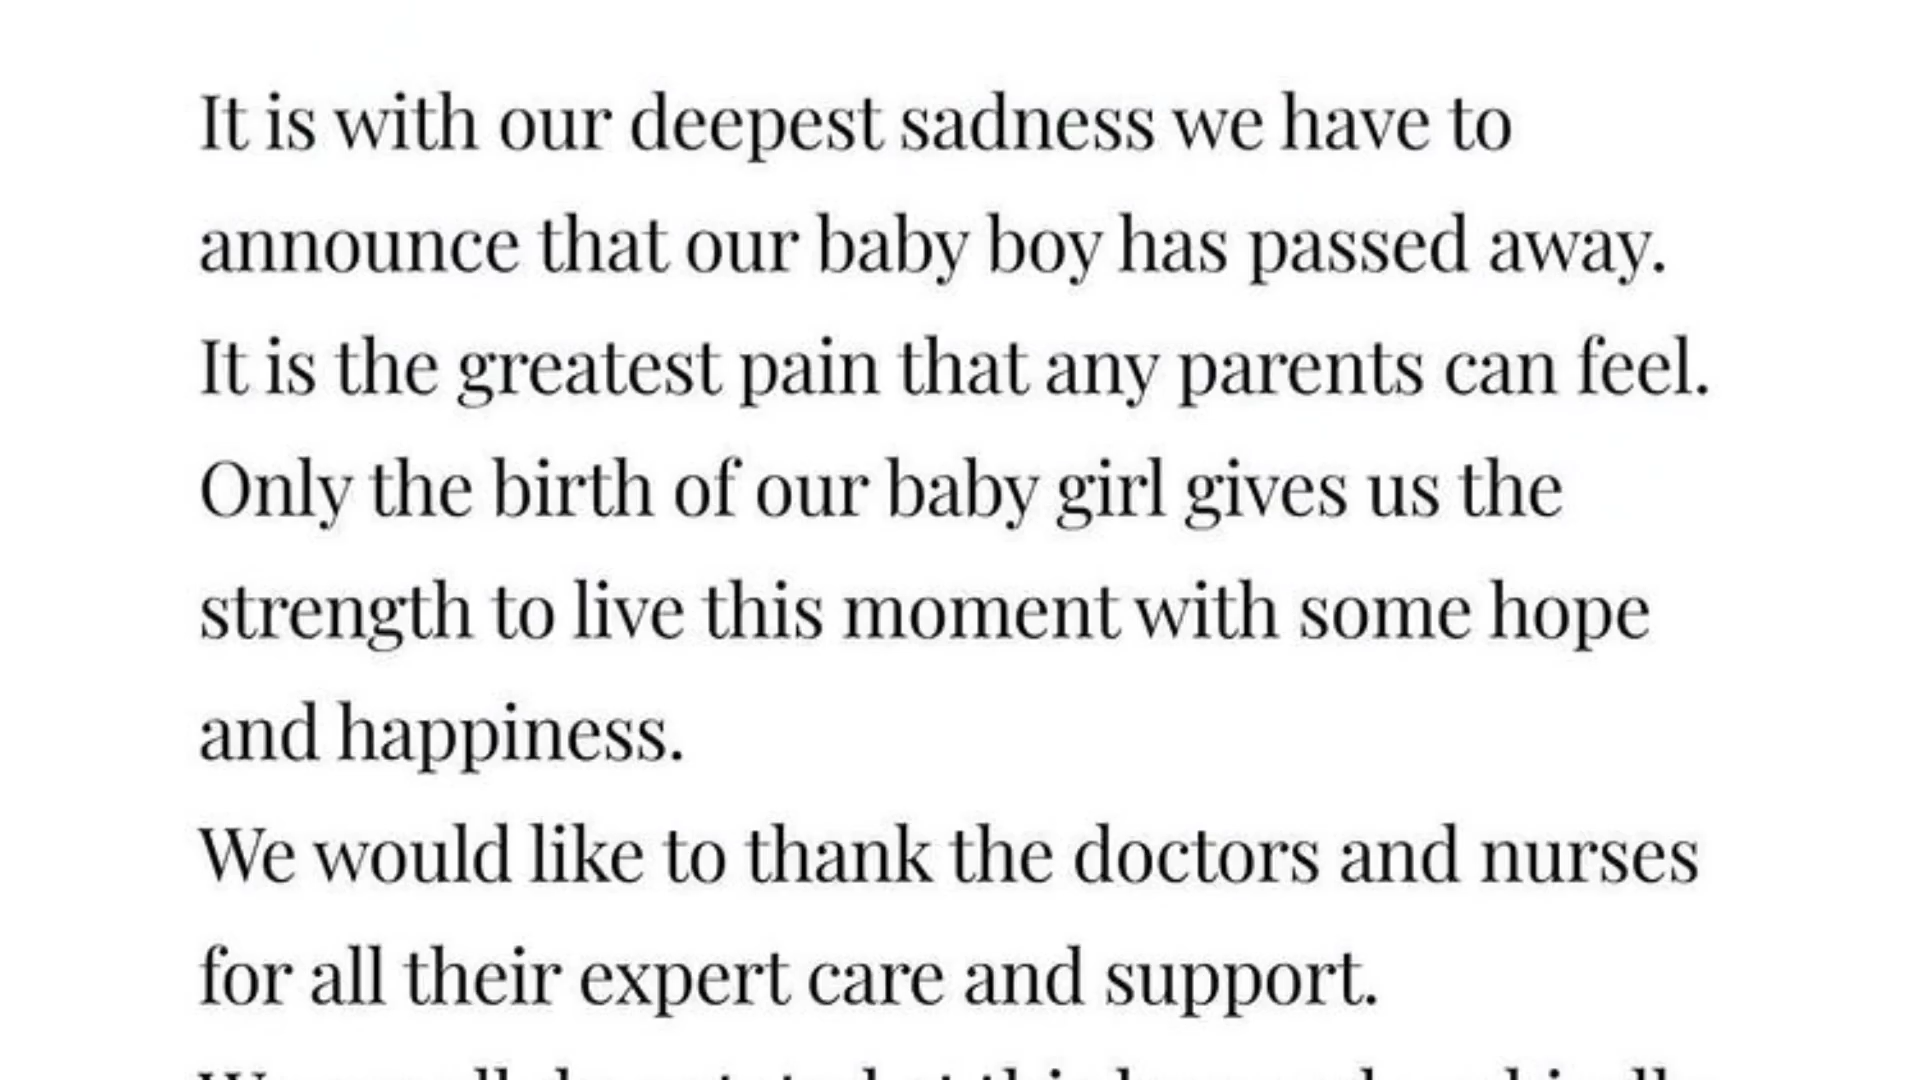 It is with our deepest sadness we have to
announce that our baby boy has passed away.
It is the greatest pain that any parents can feel.
Only the birth of our baby girl gives us the
strength to live this moment with some hope
and happiness.
We would like to thank the doctors and nurses
for all their expert care and support.